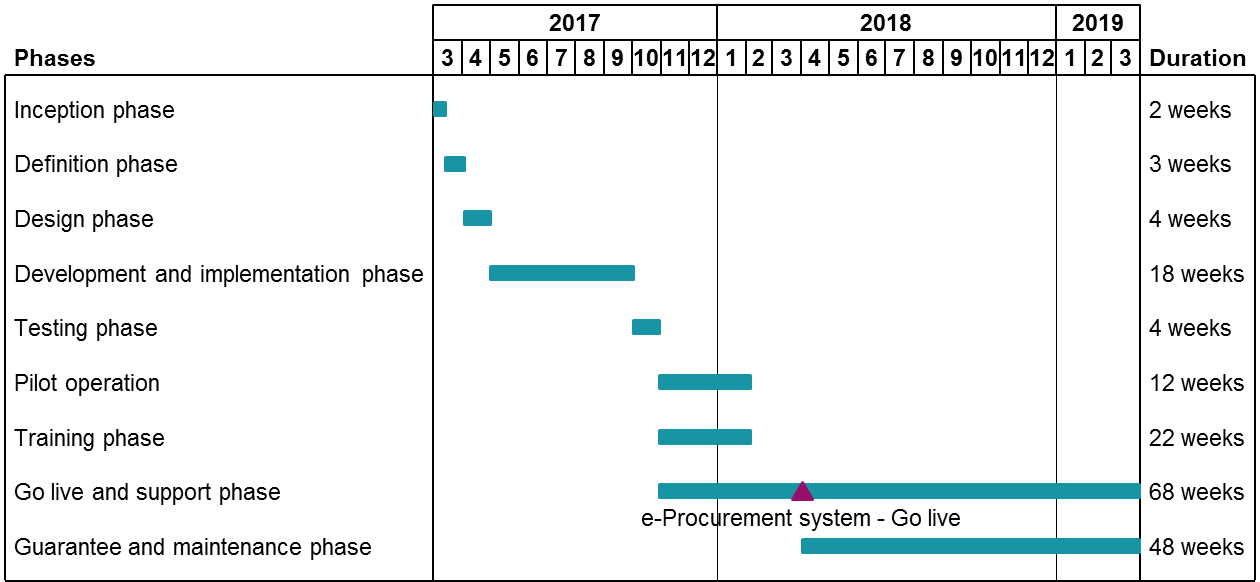 2017 2018 2019
Phases 3 4 5 6 7 8 9 10 11 12 1 2 3 4 5 6 7 8 9 10 11 12 1 2 3 Duration
Inception phase 2 weeks
Definition phase 3 weeks
Design phase 4 weeks
Development and implementation phase 18 weeks
Testing phase 4 weeks
Pilot operation 12 weeks
Training phase 22 weeks
Go live and support phase 68 weeks
e-Procurement system - Go live
Guarantee and maintenance phase 48 weeks